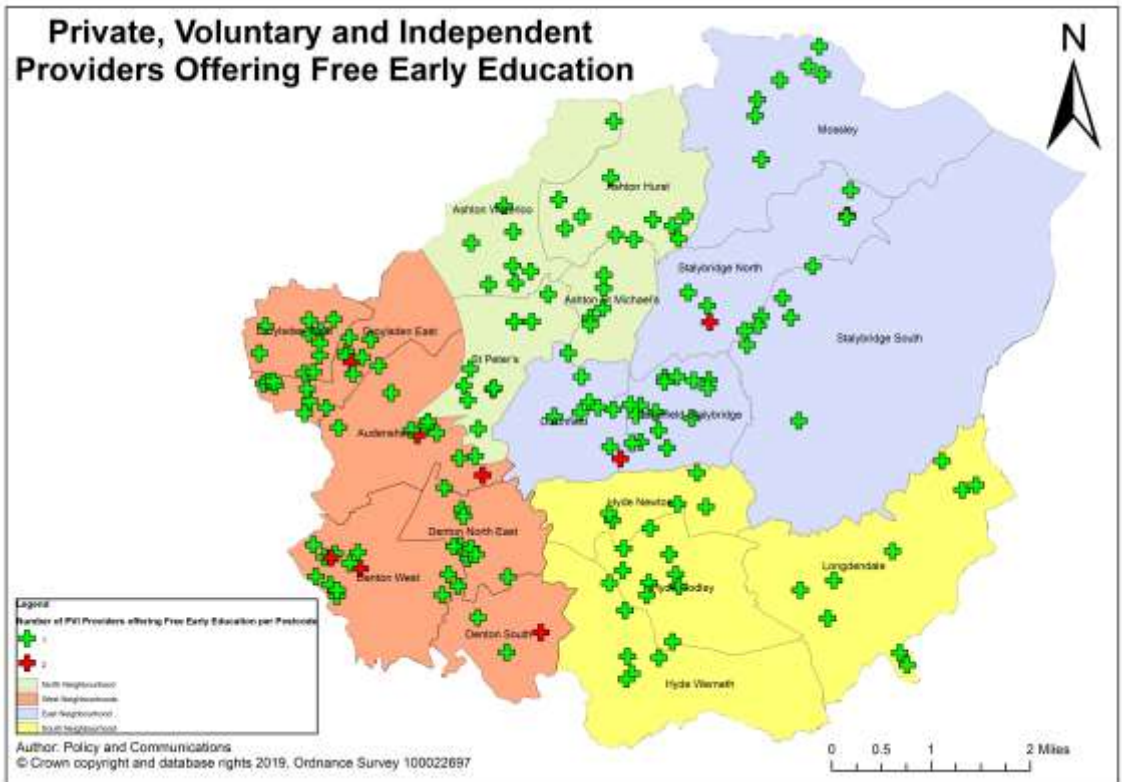 Private, Voluntary and Independent
Providers Offering Free Early Education
N
Mossley
Ashton Hurst
Ashton Waterloo
Stalybridge North
Ashton St Michael's
Stalybridge South
Droylsden East
St Peter's
Stalybridge
Audenshaw
Hyde Newton
Denton North East
Longdendale
Denton West
Hyde Godley
Denton South
Hyde Werneth
Legend
Number of PVI Providers offering Free Early Education per Postcode
1
2
North Neighbourhood
West Neighbourhoods
East Neighbourhood
South Neighbourhood
Author: Policy and Communications
© Crown copyright and database rights 2019, Ordnance Survey 100022697
0 0.5 1 2 Miles